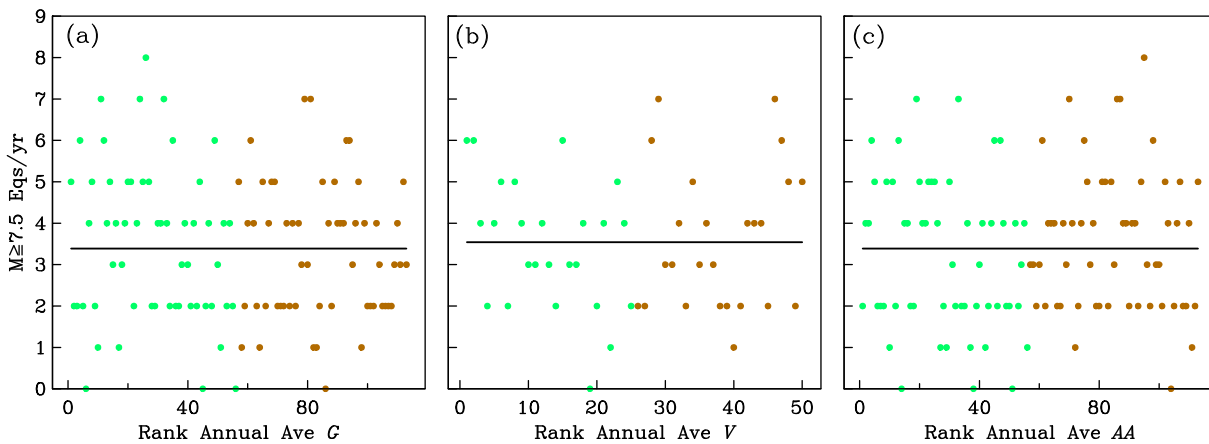 M≥7.5 Eqs/yr
9
8
7
6
5
4
3
2
1
0
(a)
0 40 80
Rank Annual Ave G
(b)
0 10 20 30 40 50
Rank Annual Ave V
(c)
0 40 80
Rank Annual Ave AA